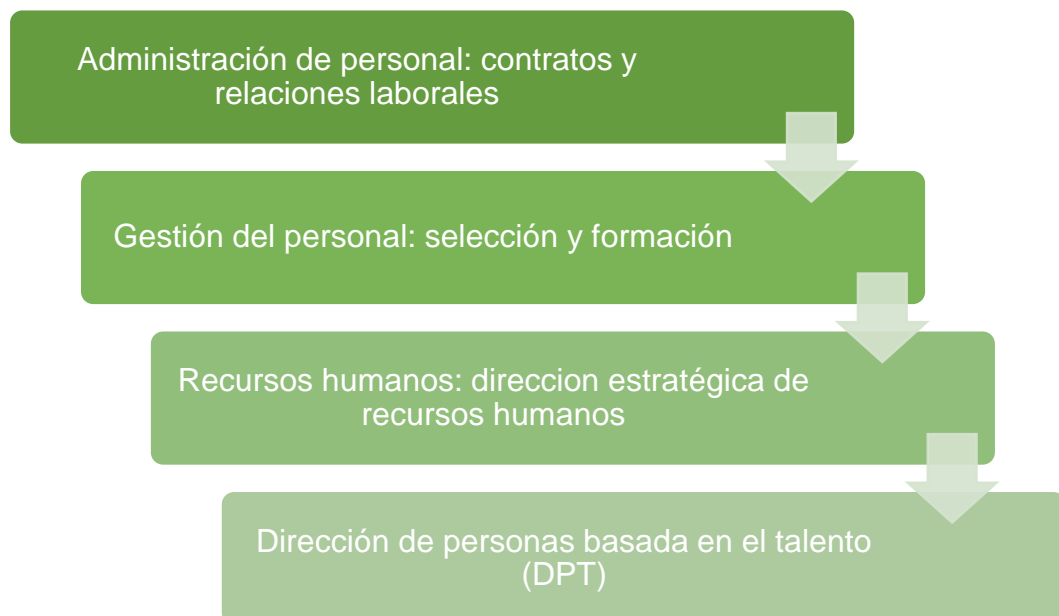 Administración de personal: contratos y
relaciones laborales
Gestión del personal: selección y formación
Recursos humanos: direccion estratégica de
recursos humanos
Dirección de personas basada en el talento
(DPT)